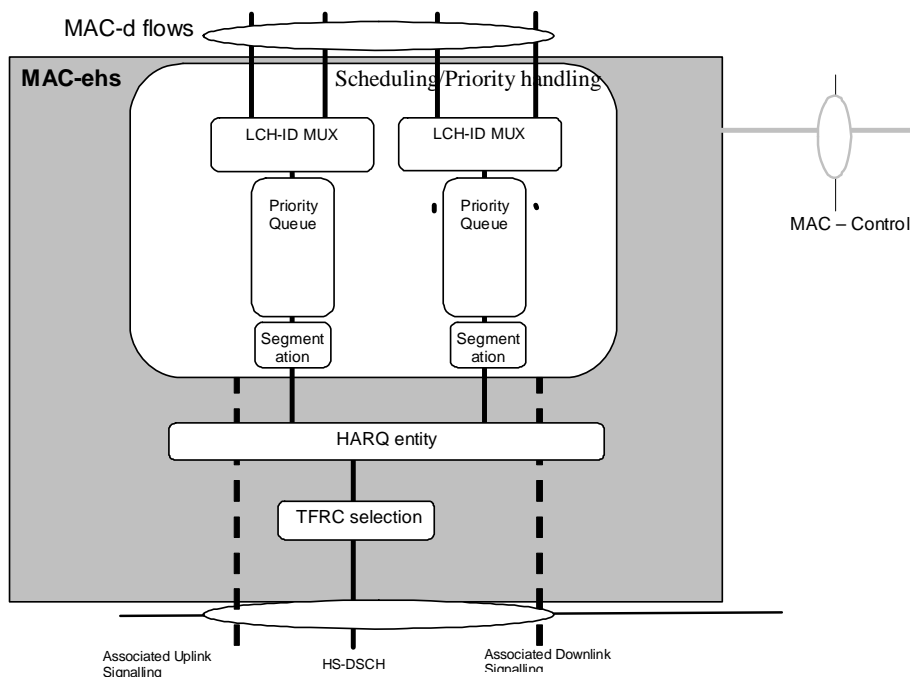 MAC-d flows
MAC-ehs
Scheduling/Priority handling
LCH-ID MUX
LCH-ID MUX
Priority
Queue
Priority
Queue
MAC – Control
Segment
ation
Segment
ation
HARQ entity
TFRC selection
Associated Uplink
Signalling
HS-DSCH
Associated Downlink
Signalling